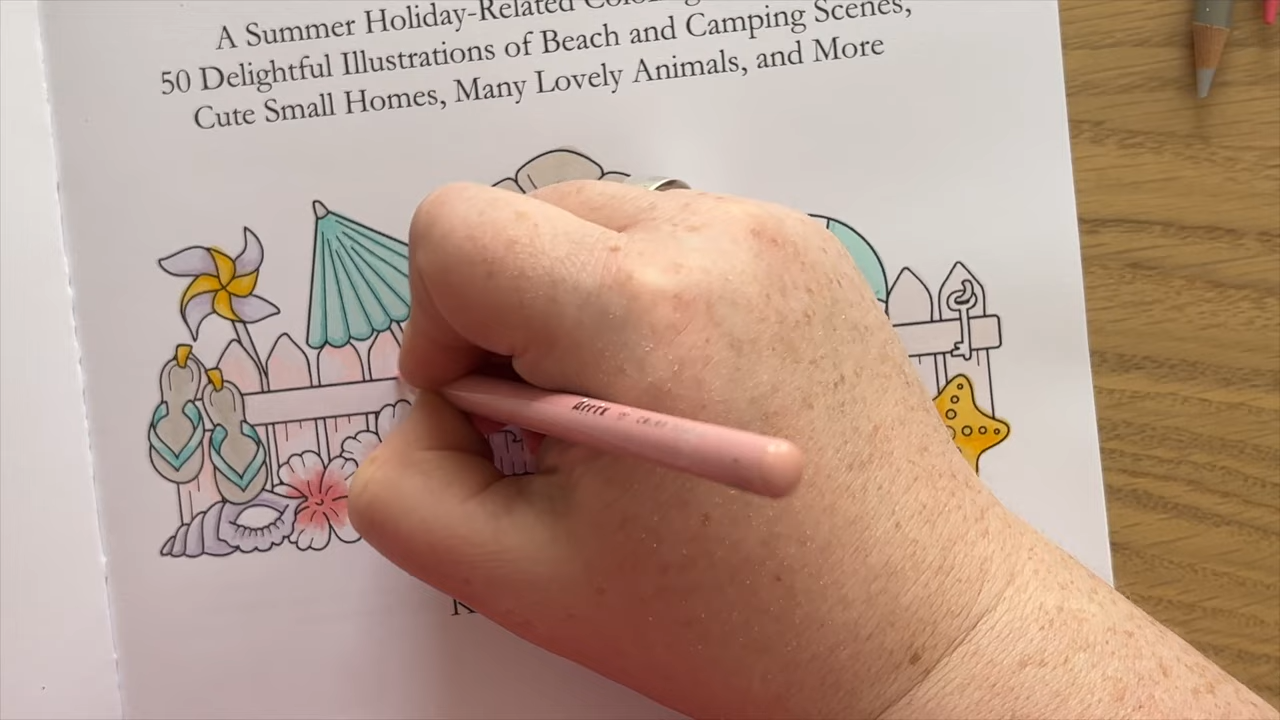 A Summer Holiday-Related
50 Delightful Illustrations of Beach and Camping Scenes,
Cute Small Homes, Many Lovely Animals, and More